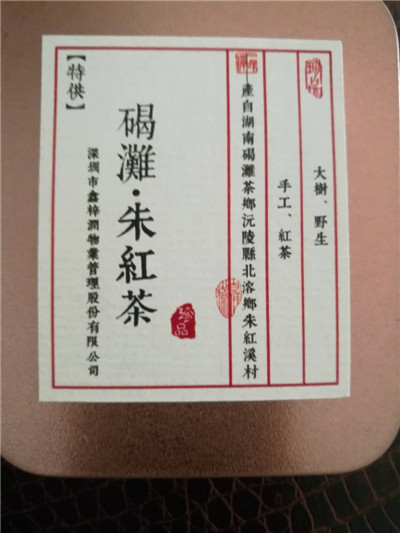 大樹、野生
手工、紅茶
產自湖南碣灘茶鄉沅陵縣北溶鄉朱紅溪村
碣灘·朱紅茶
珍品
【特供】
深圳市鑫梓潤物業管理股份有限公司